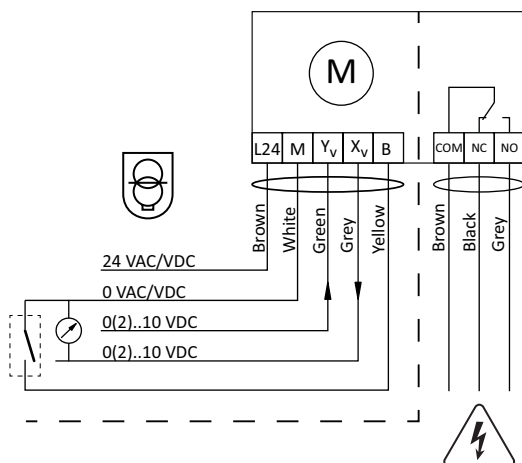 M
L24 M Yv Xv B COM NC NO
Brown White Green Grey Yellow Brown Black Grey
24 VAC/VDC
0 VAC/VDC
0(2)..10 VDC
0(2)..10 VDC